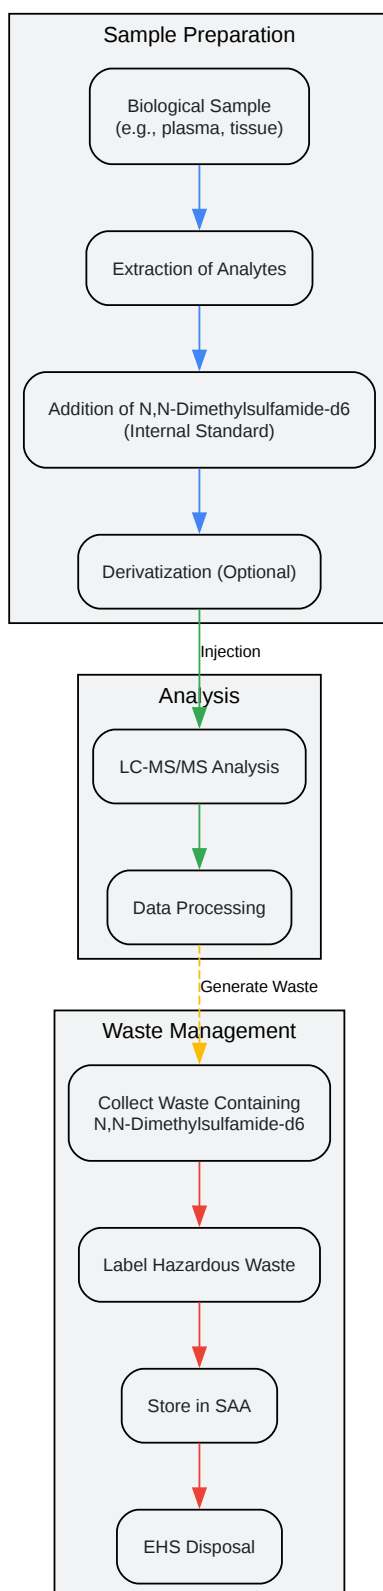 Sample Preparation
Biological Sample
(e.g., plasma, tissue)
Extraction of Analytes
Addition of N,N-Dimethylsulfamide-d6
(Internal Standard)
Derivatization (Optional)
Injection
Analysis
LC-MS/MS Analysis
Data Processing
Generate Waste
Waste Management
Collect Waste Containing
N,N-Dimethylsulfamide-d6
Label Hazardous Waste
Store in SAA
EHS Disposal